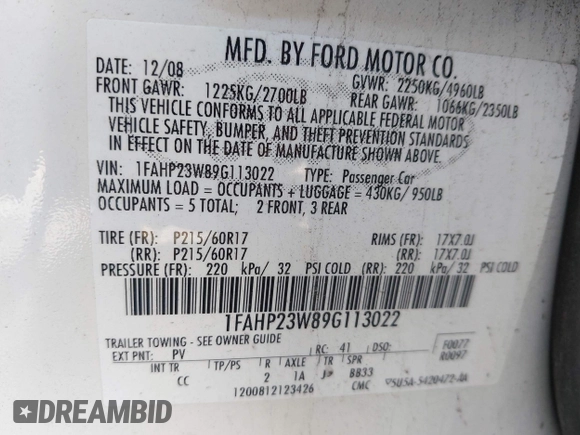 MFD. BY FORD MOTOR CO.
DATE: 12/08 GVWR: 2250KG/4960LB
FRONT GAWR: 1225KG/2700LB REAR GAWR: 1066KG/2350LB
THIS VEHICLE CONFORMS TO ALL APPLICABLE FEDERAL MOTOR
VEHICLE SAFETY, BUMPER, AND THEFT PREVENTION STANDARDS
IN EFFECT ON THE DATE OF MANUFACTURE SHOWN ABOVE.
VIN: 1FAHP23W89G113022 TYPE: Passenger Car
MAXIMUM LOAD = OCCUPANTS + LUGGAGE = 430KG/ 950LB
OCCUPANTS = 5 TOTAL; 2 FRONT, 3 REAR
TIRE (FR): P215/60R17 RIMS (FR): 17X7.0J
(RR): P215/60R17 (RR): 17X7.0J
PRESSURE (FR): 220 kPa/ 32 PSI COLD (RR): 220 kPa/ 32 PSI COLD
1FAHP23W89G113022
TRAILER TOWING - SEE OWNER GUIDE
EXT PNT: PV RC: 41 DSO: F0077
R0097
INT TR TP/PS R AXLE TR SPR
CC 2 1A J BB33
1200812123426 CMC
IDREAMBID.COM